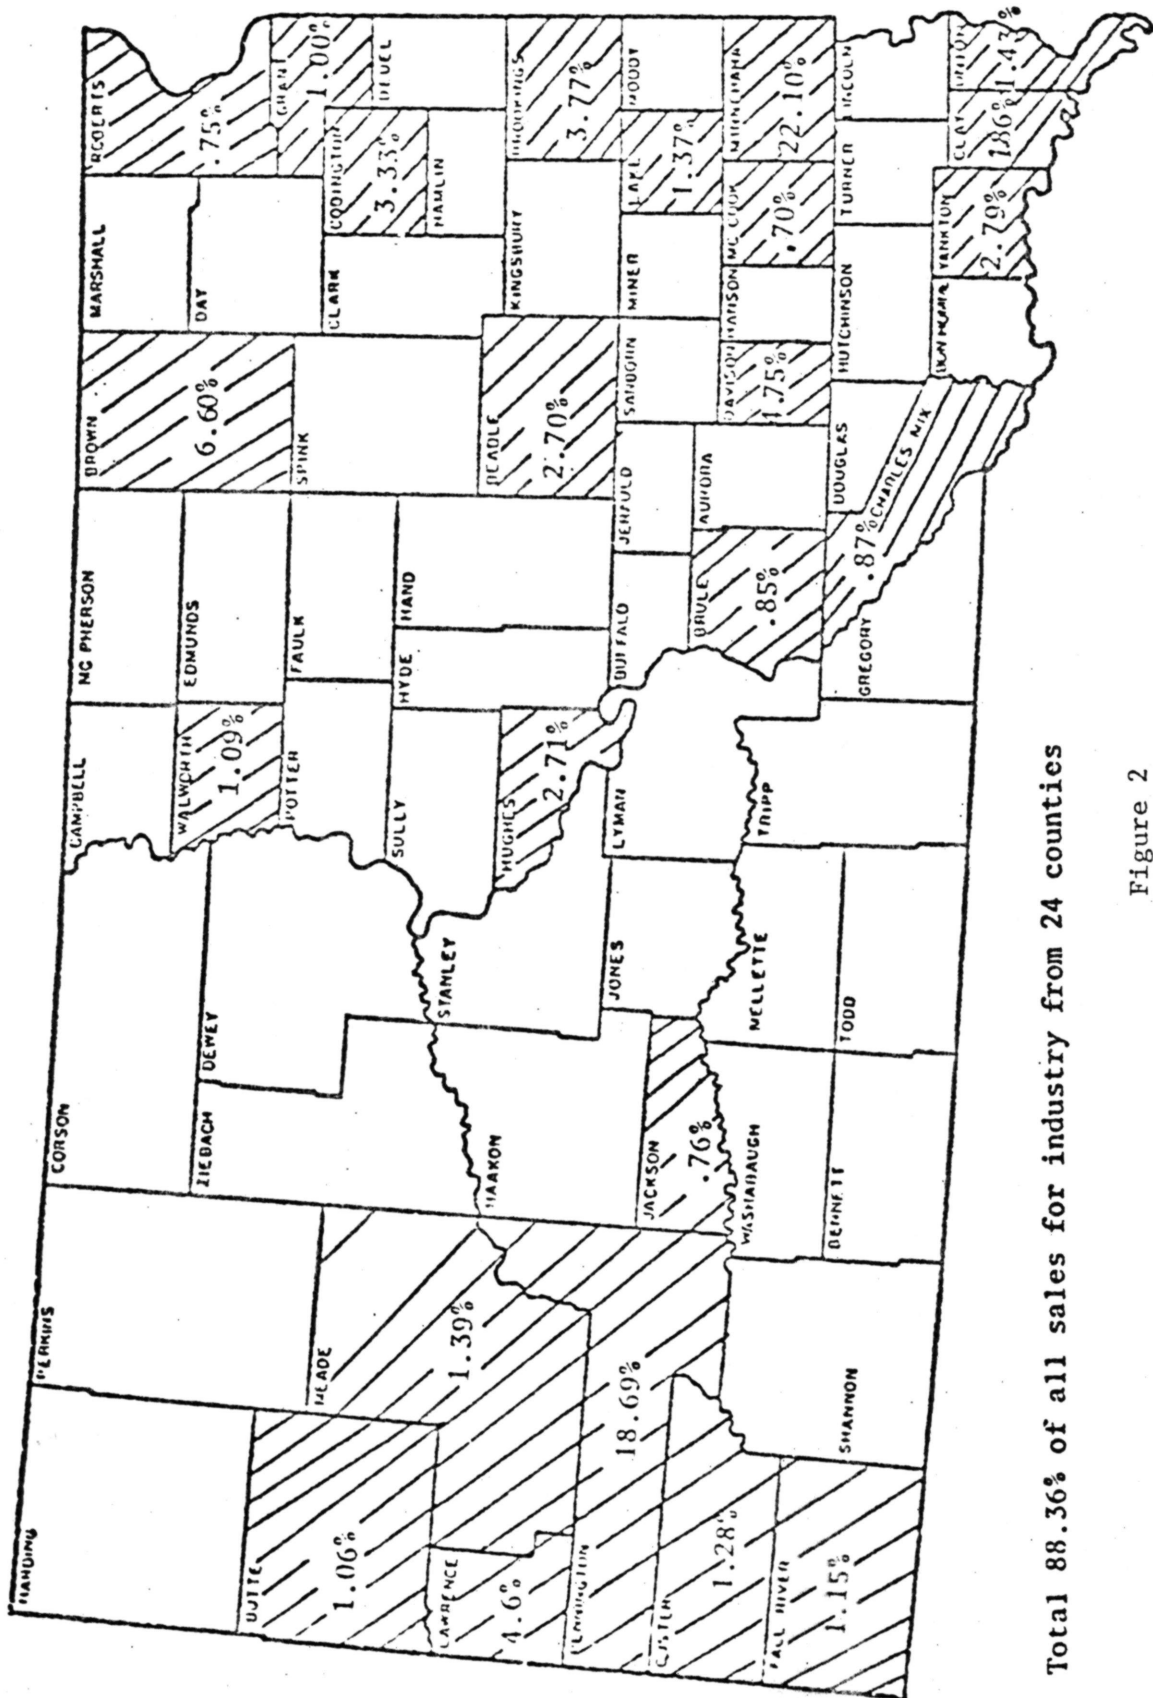 HARDING
PERKINS
CORSON
CAMPBELL
MC PHERSON
BROWN
6.60%
MARSHALL
ROBERTS
.75%
DAY
GRANT
1.00%
BUTTE
1.06%
MEADE
1.39%
ZIEBACH
DEWEY
WALWORTH
1.09%
EDMUNDS
POTTER
FAULK
SPINK
CLARK
CODINGTON
3.33%
DEUEL
HAMLIN
LAWRENCE
4.6%
HAAKON
STANLEY
SULLY
HYDE
HAND
HUGHES
2.71%
BEADLE
2.70%
KINGSBURY
BROOKINGS
3.77%
PENNINGTON
18.69%
JACKSON
.76%
JONES
LYMAN
BUFFALO
JERAULD
SANBORN
MINER
LAKE
1.37%
MOODY
BRULE
.85%
AURORA
DAVISON
1.75%
HANSON
MC COOK
.70%
MINNEHAHA
22.10%
CUSTER
1.28%
WASHABAUGH
MELLETTE
TRIPP
GREGORY
.87%
CHARLES MIX
DOUGLAS
HUTCHINSON
TURNER
LINCOLN
FALL RIVER
1.15%
SHANNON
BENNETT
TODD
BON HOMME
YANKTON
2.79%
CLAY
UNION
1.43%
Total 88.36% of all sales for industry from 24 counties
Figure 2